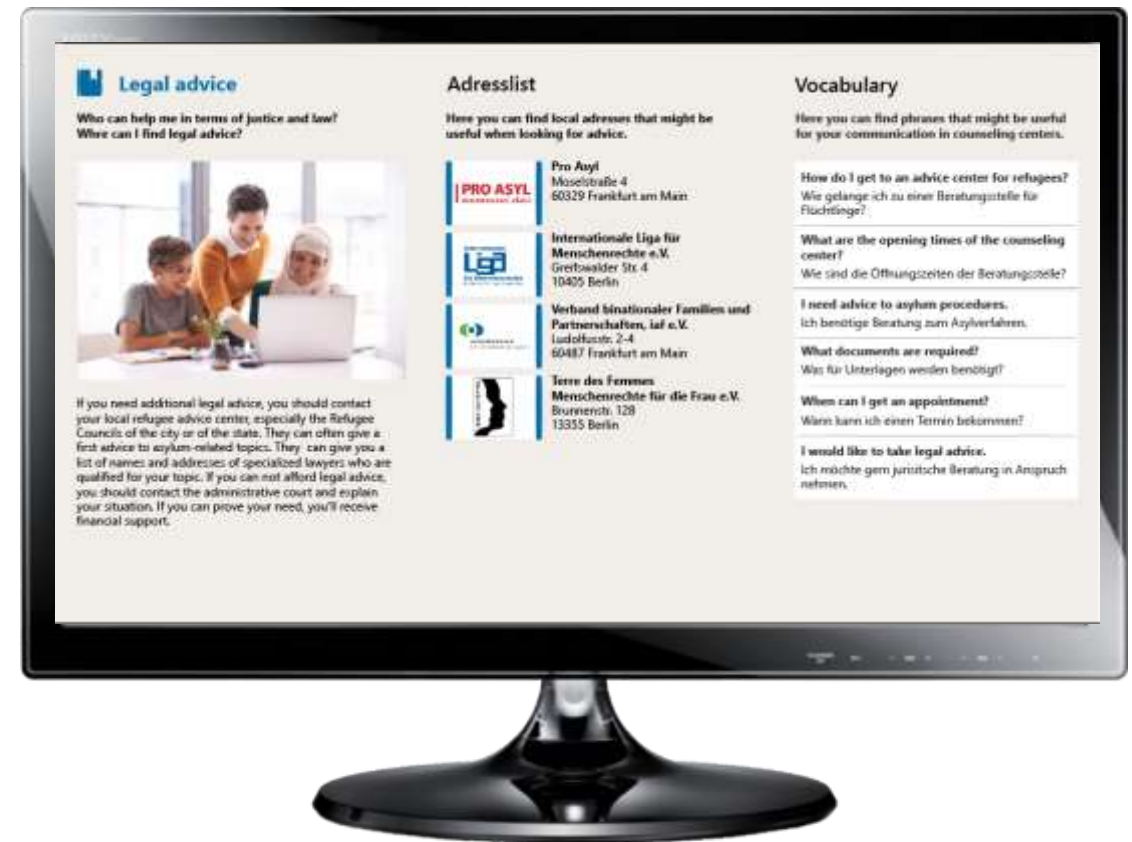 Legal advice
Who can help me in terms of justice and law?
Whre can I find legal advice?
If you need additional legal advice, you should contact
your local refugee advice center, especially the Refugee
Councils of the city or of the state. They can often give a
first advice to asylum-related topics. They can give you a
list of names and addresses of specialized lawyers who are
qualified for your topic. If you can not afford legal advice,
you should contact the administrative court and explain
your situation. If you can prove your need, you'll receive
financial support.
Adresslist
Here you can find local adresses that might be
useful when looking for advice.
PRO ASYL
Pro Asyl
Moselstraße 4
60329 Frankfurt am Main
Liga
Internationale Liga für
Menschenrechte e.V.
Greifswalder Str. 4
10405 Berlin
Verband binationaler Familien und
Partnerschaften, iaf e.V.
Ludolfusstr. 2-4
60487 Frankfurt am Main
Terre des Femmes
Menschenrechte für die Frau e.V.
Brunnenstr. 128
13355 Berlin
Vocabulary
Here you can find phrases that might be useful
for your communication in counseling centers.
How do I get to an advice center for refugees?
Wie gelange ich zu einer Beratungsstelle für
Flüchtlinge?
What are the opening times of the counseling
center?
Wie sind die Öffnungszeiten der Beratungsstelle?
I need advice to asylum procedures.
Ich benötige Beratung zum Asylverfahren.
What documents are required?
Was für Unterlagen werden benötigt?
When can I get an appointment?
Wann kann ich einen Termin bekommen?
I would like to take legal advice.
Ich möchte gern juristische Beratung in Anspruch
nehmen.